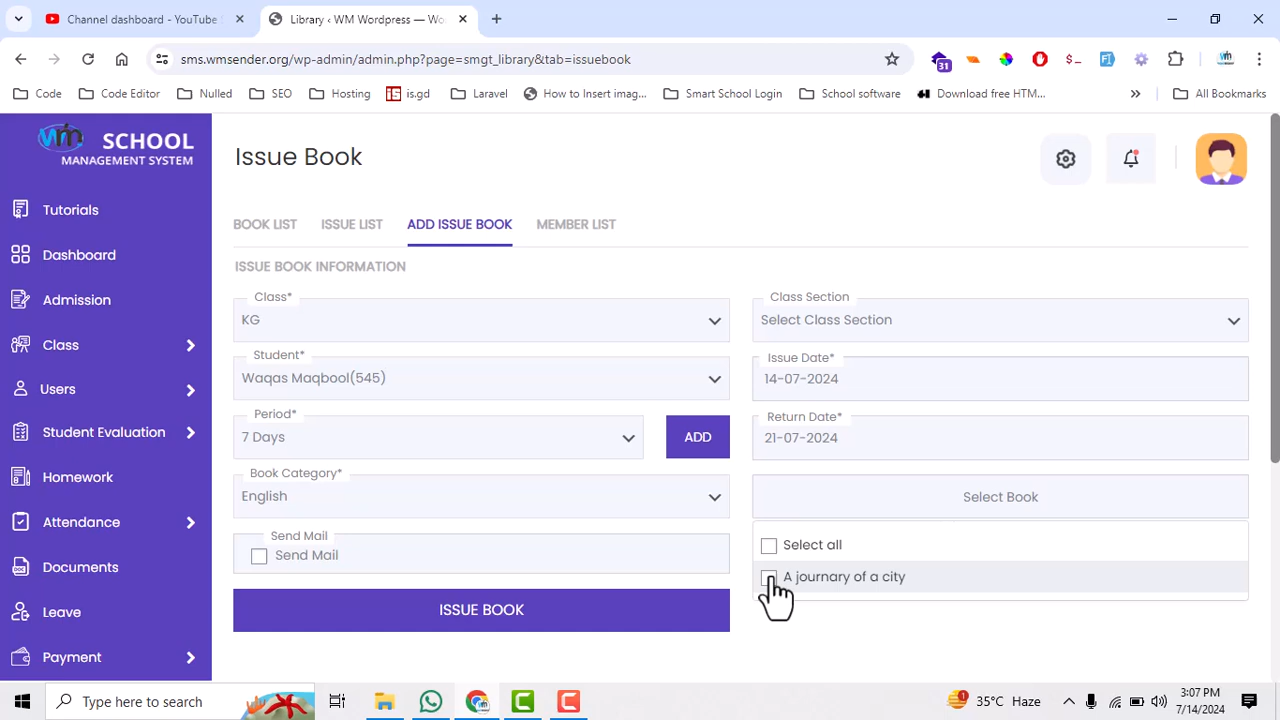 Channel dashboard - YouTube
Library ‹ WM Wordpress — Wo
sms.wmsender.org/wp-admin/admin.php?page=smgt_library&tab=issuebook
31
Code
Code Editor
Nulled
SEO
Hosting
is.gd
Laravel
How to Insert imag...
Smart School Login
School software
Download free HTM...
All Bookmarks
wm SCHOOL
MANAGEMENT SYSTEM
Issue Book
Tutorials
Dashboard
Admission
Class
Users
Student Evaluation
Homework
Attendance
Documents
Leave
Payment
BOOK LIST
ISSUE LIST
ADD ISSUE BOOK
MEMBER LIST
ISSUE BOOK INFORMATION
Class*
KG
Class Section
Select Class Section
Student*
Waqas Maqbool(545)
Issue Date*
14-07-2024
Period*
7 Days
ADD
Return Date*
21-07-2024
Book Category*
English
Select Book
Select all
A journary of a city
Send Mail
Send Mail
ISSUE BOOK
Type here to search
1
35°C Haze
3:07 PM
7/14/2024